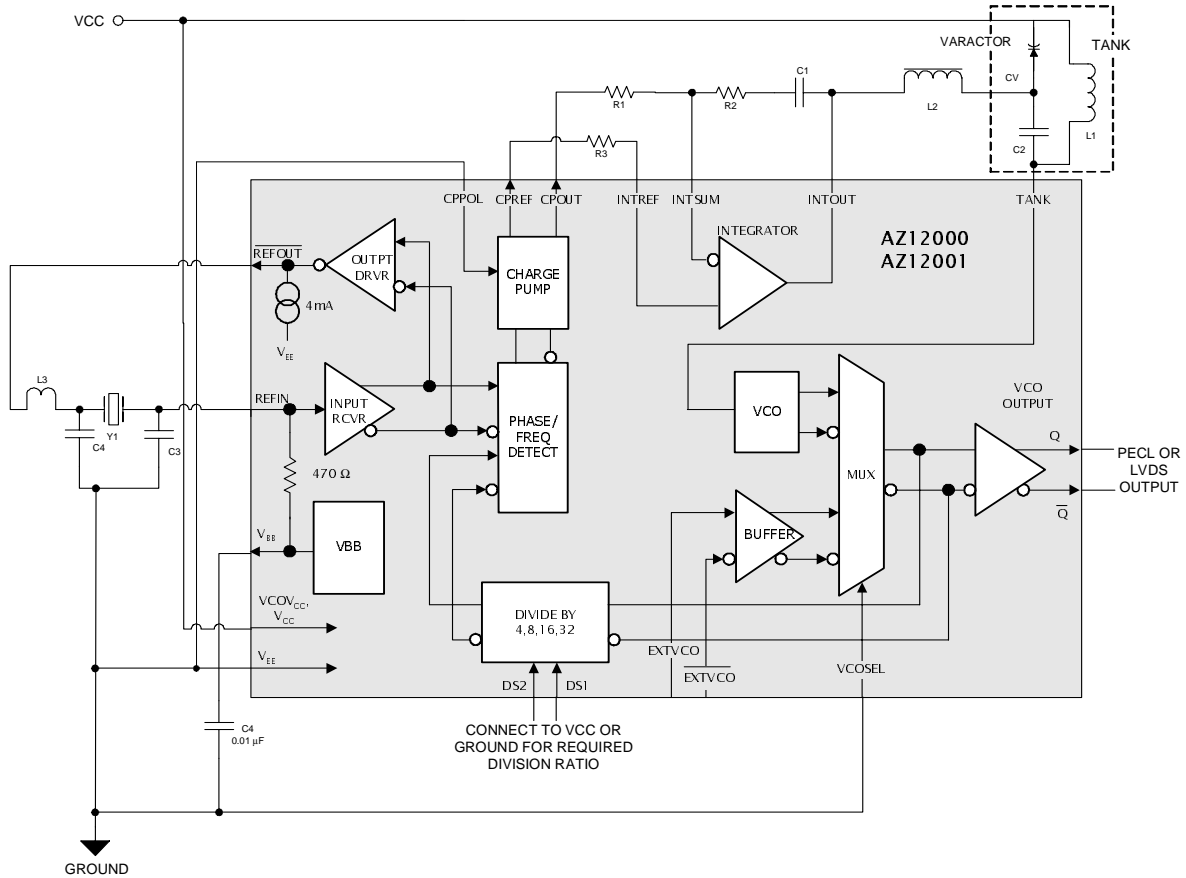 VCC
VARACTOR
TANK
C1
CV
R1
R2
L2
C2
L1
R3
CPPOL
CPREF
CPOUT
INTREF
INTSUM
INTOUT
TANK
INTEGRATOR
AZ12000
AZ12001
REFOUT
OUTPT
DRVR
CHARGE
PUMP
4mA
VEE
L3
REFIN
INPUT
RCVR
C4
Y1
C3
470 Ω
PHASE/
FREQ
DETECT
VCO
VCO
OUTPUT
Q
MUX
PECL OR
LVDS
OUTPUT
Q
BUFFER
VBB
VBB
VCOVCC,
VCC
DIVIDE BY
4,8,16,32
VEE
EXTVCO
EXTVCO
VCOSEL
DS2
DS1
C4
0.01 µF
CONNECT TO VCC OR
GROUND FOR REQUIRED
DIVISION RATIO
GROUND